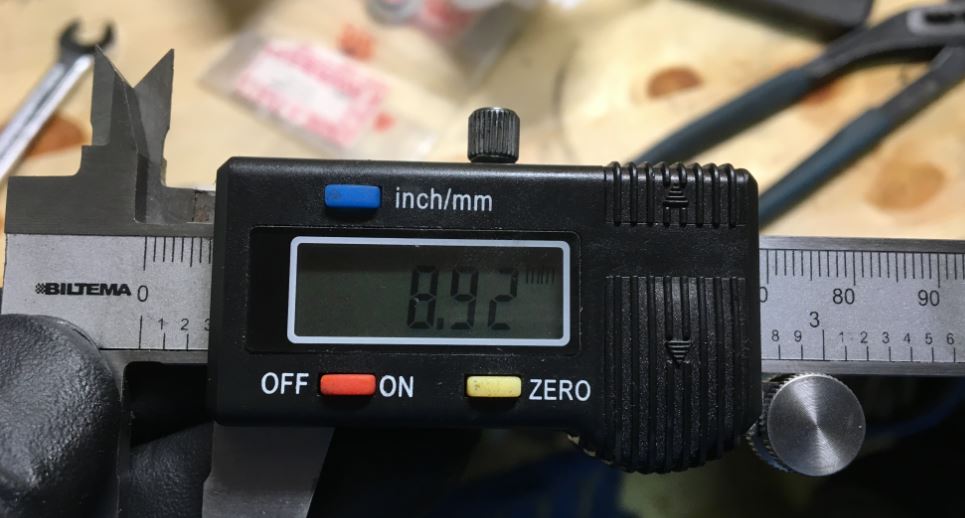 inch/mm
BILTEMA 0
8.92 mm
80 90
3
1 2 3
8 9 1 2 3 4 5 6
OFF ON ZERO